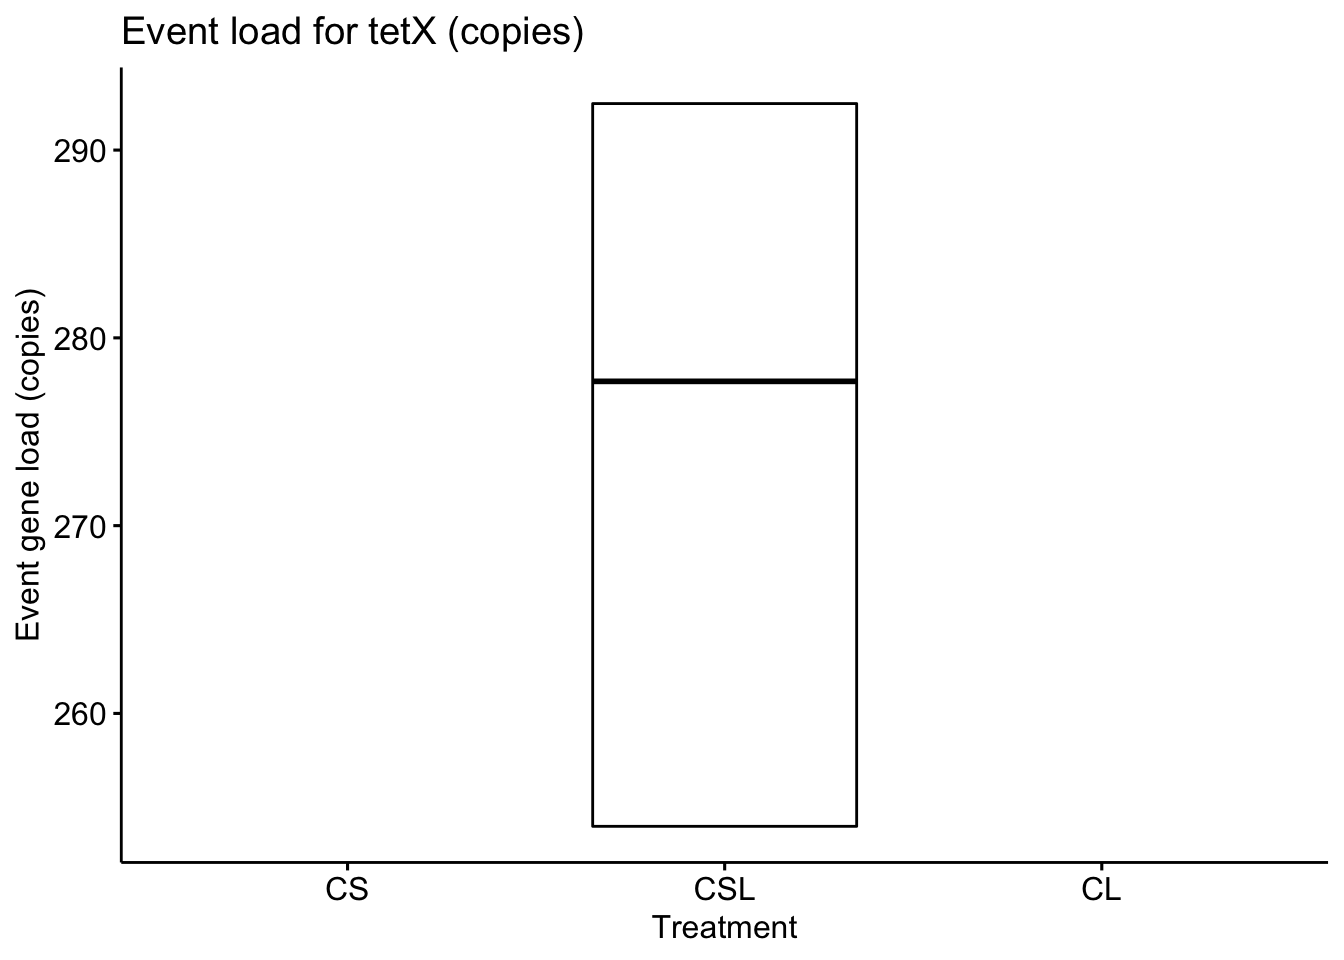 Event load for tetX (copies)
Event gene load (copies)
290
280
270
260
CS CSL CL
Treatment